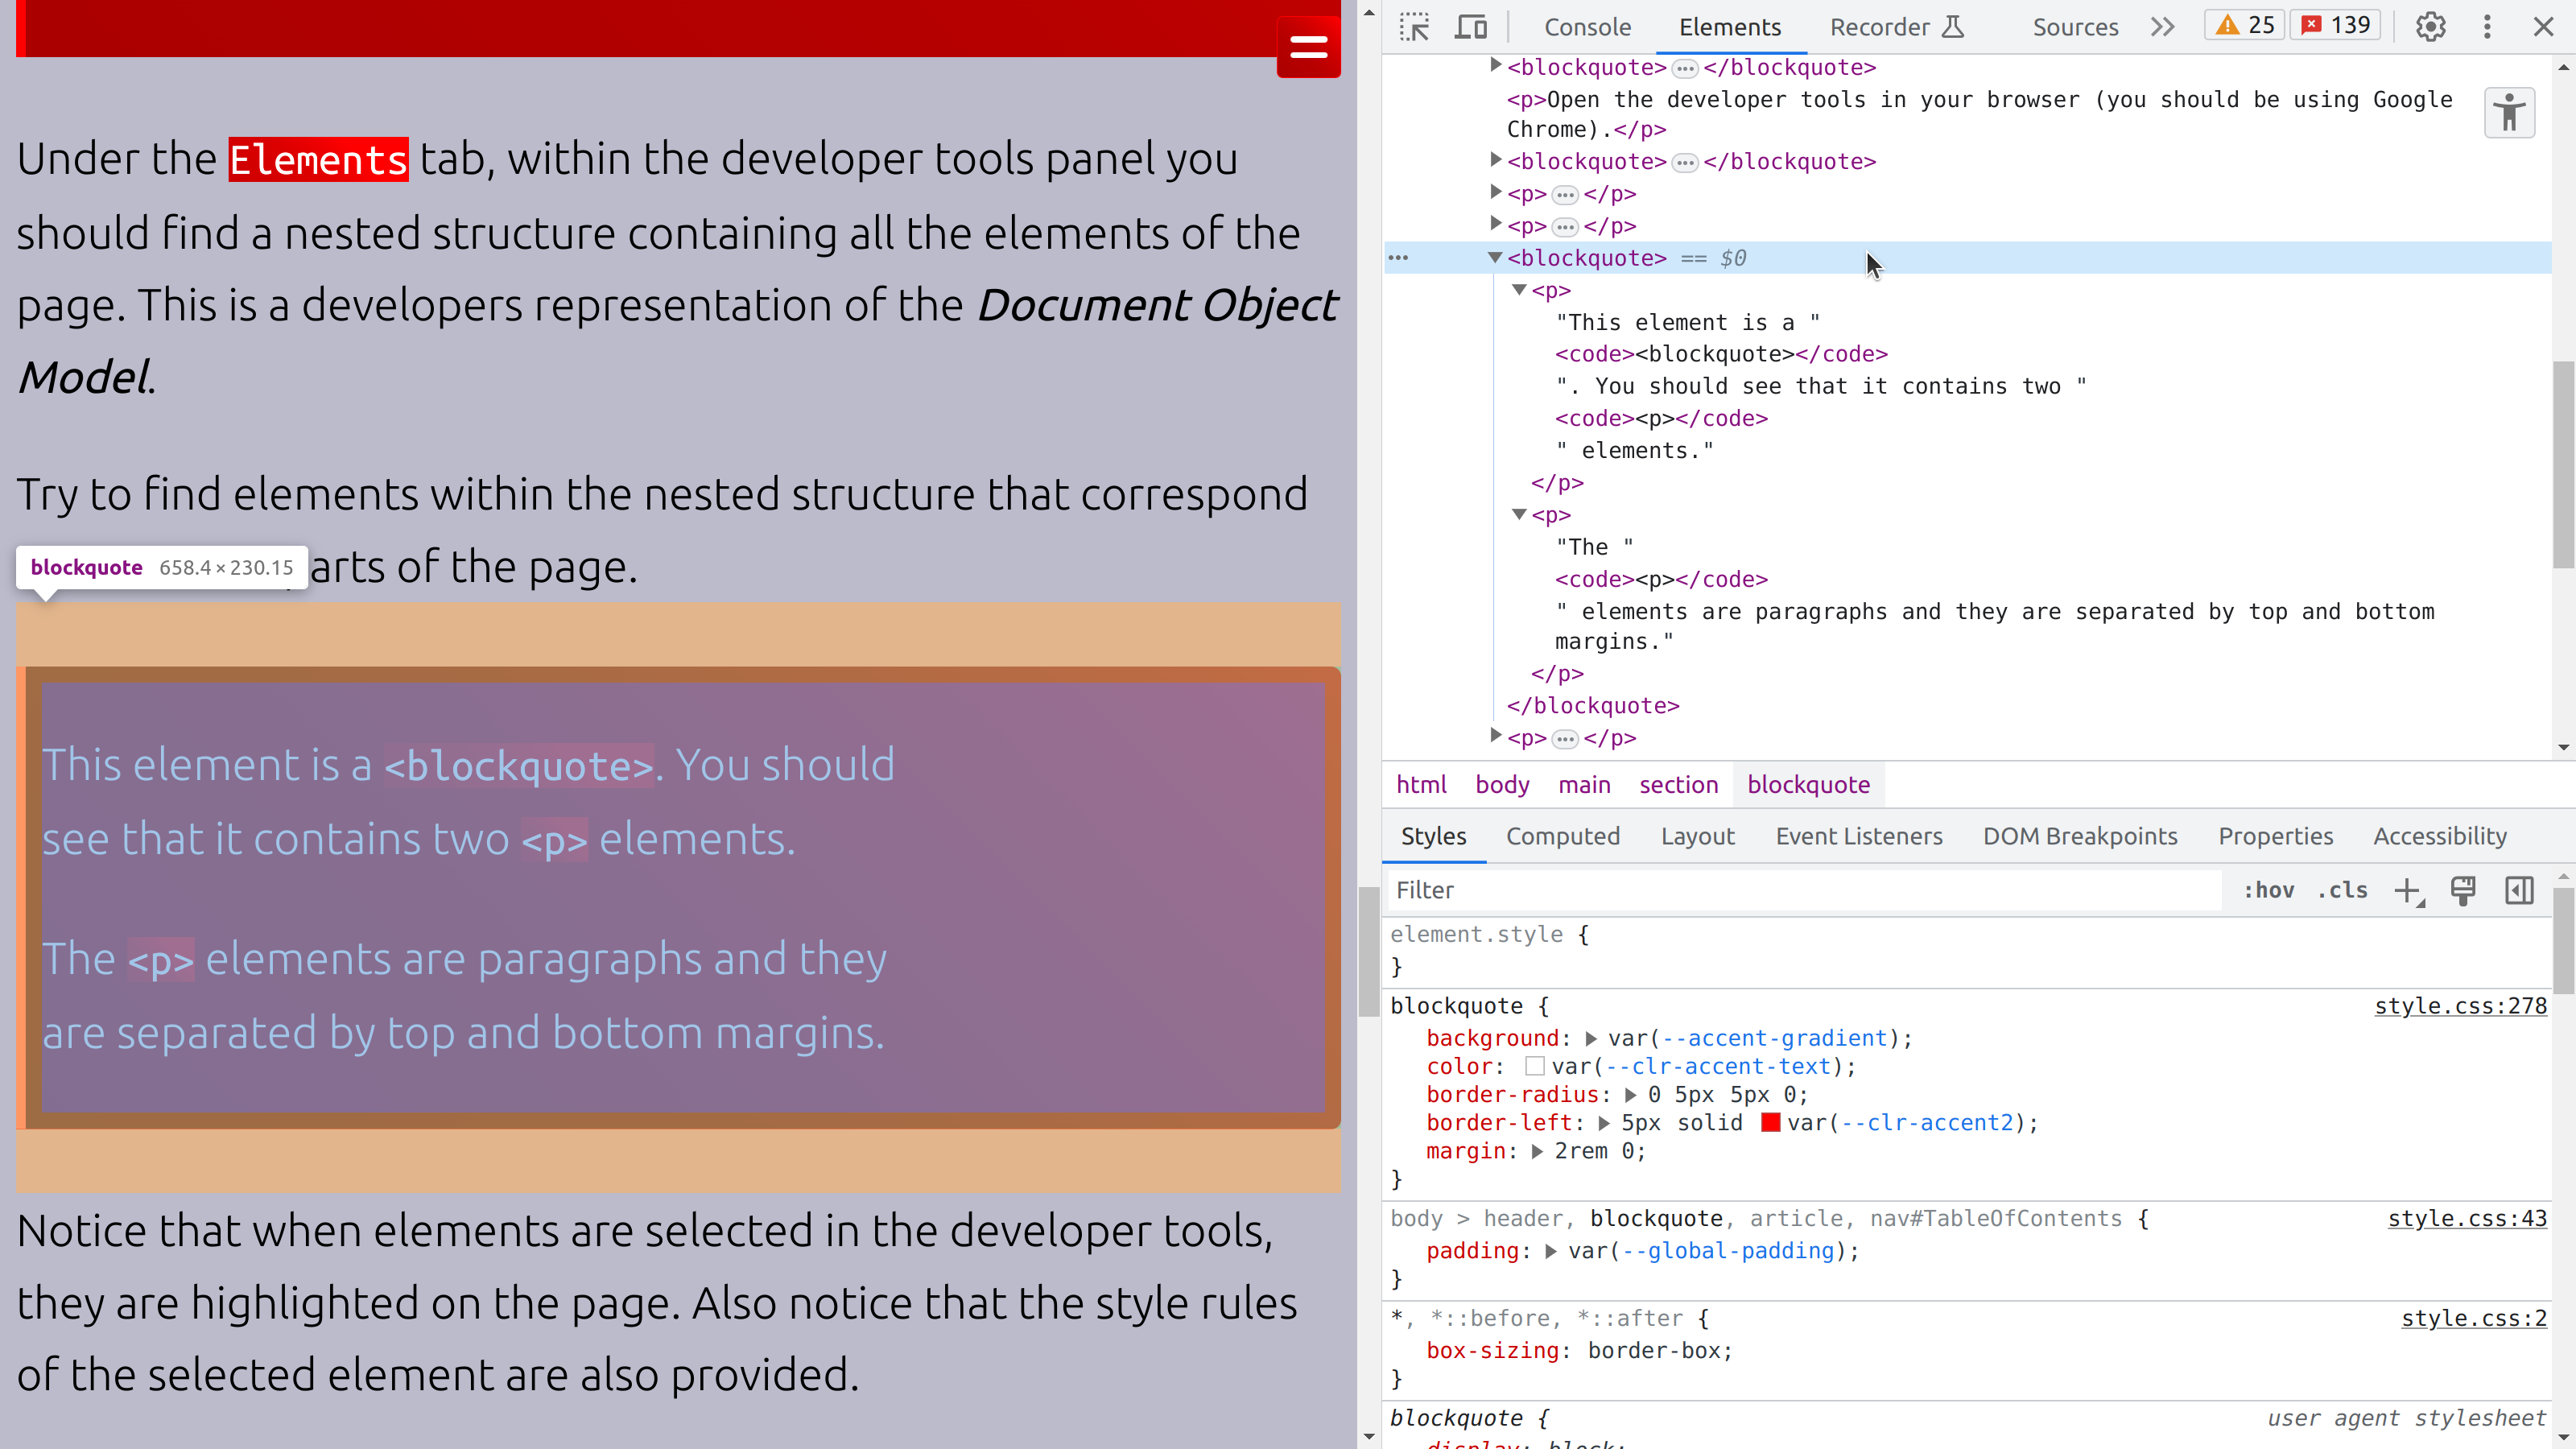 Under the Elements tab, within the developer tools panel you
should find a nested structure containing all the elements of the
page. This is a developers representation of the Document Object
Model.
Try to find elements within the nested structure that correspond
arts of the page.
blockquote 658.4 × 230.15
This element is a <blockquote>. You should
see that it contains two <p> elements.
The <p> elements are paragraphs and they
are separated by top and bottom margins.
Notice that when elements are selected in the developer tools,
they are highlighted on the page. Also notice that the style rules
of the selected element are also provided.
Console Elements Recorder Sources 25 139
<blockquote> ••• </blockquote>
<p>Open the developer tools in your browser (you should be using Google
Chrome).</p>
<blockquote> ••• </blockquote>
<p> ••• </p>
<p> ••• </p>
••• <blockquote> == $0
<p>
"This element is a "
<code><blockquote></code>
". You should see that it contains two "
<code><p></code>
" elements."
</p>
<p>
"The "
<code><p></code>
" elements are paragraphs and they are separated by top and bottom
margins."
</p>
</blockquote>
<p> ••• </p>
html body main section blockquote
Styles Computed Layout Event Listeners DOM Breakpoints Properties Accessibility
Filter :hov .cls
element.style {
}
blockquote { style.css:278
background: var(--accent-gradient);
color: var(--clr-accent-text);
border-radius: 0 5px 5px 0;
border-left: 5px solid var(--clr-accent2);
margin: 2rem 0;
}
body > header, blockquote, article, nav#TableOfContents { style.css:43
padding: var(--global-padding);
}
*, *::before, *::after { style.css:2
box-sizing: border-box;
}
blockquote { user agent stylesheet
display: block;